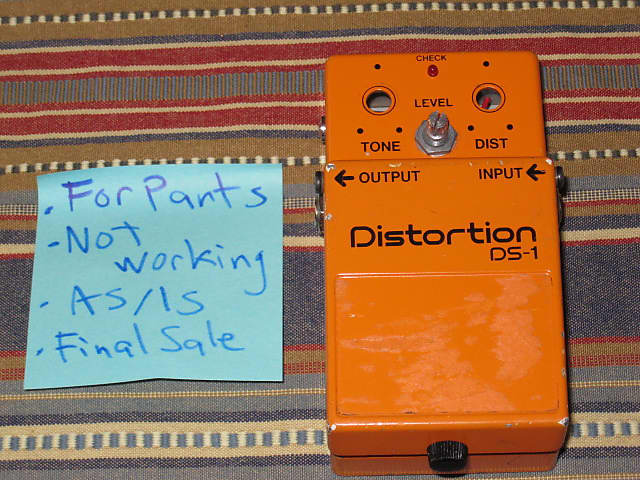 · For Parts
- Not
working
· AS/IS
· Final Sale
CHECK
LEVEL
TONE
DIST
← OUTPUT
INPUT ←
Distortion
DS-1